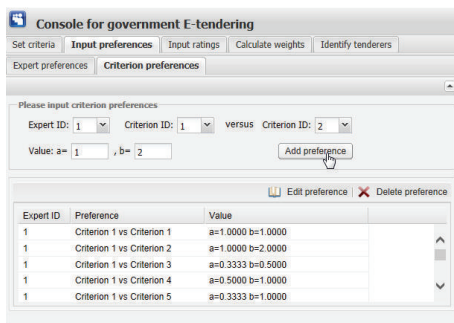 Console for government E-tendering
Set criteria Input preferences Input ratings Calculate weights Identify tenderers
Expert preferences Criterion preferences
Please input criterion preferences
Expert ID: 1 Criterion ID: 1 versus Criterion ID: 2
Value: a= 1 , b= 2 Add preference
Edit preference Delete preference
Expert ID Preference Value
1 Criterion 1 vs Criterion 1 a=1.0000 b=1.0000
1 Criterion 1 vs Criterion 2 a=1.0000 b=2.0000
1 Criterion 1 vs Criterion 3 a=0.3333 b=0.5000
1 Criterion 1 vs Criterion 4 a=0.5000 b=1.0000
1 Criterion 1 vs Criterion 5 a=0.3333 b=1.0000